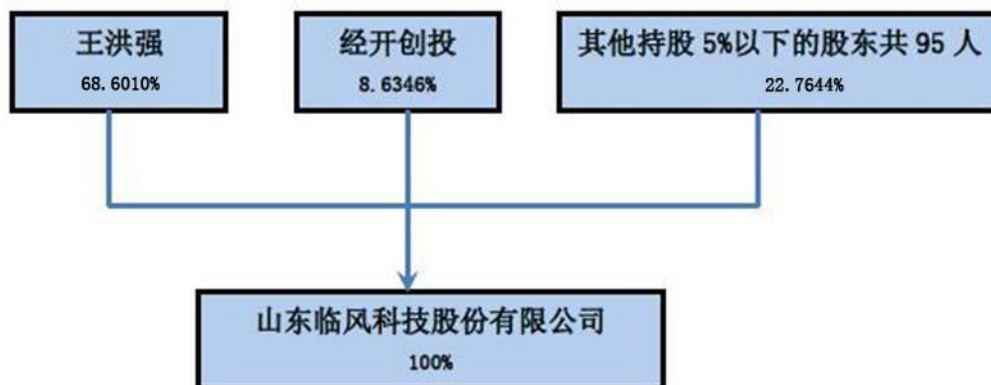 王洪强
68.6010%
经开创投
8.6346%
其他持股 5%以下的股东共 95 人
22.7644%
山东临风科技股份有限公司
100%